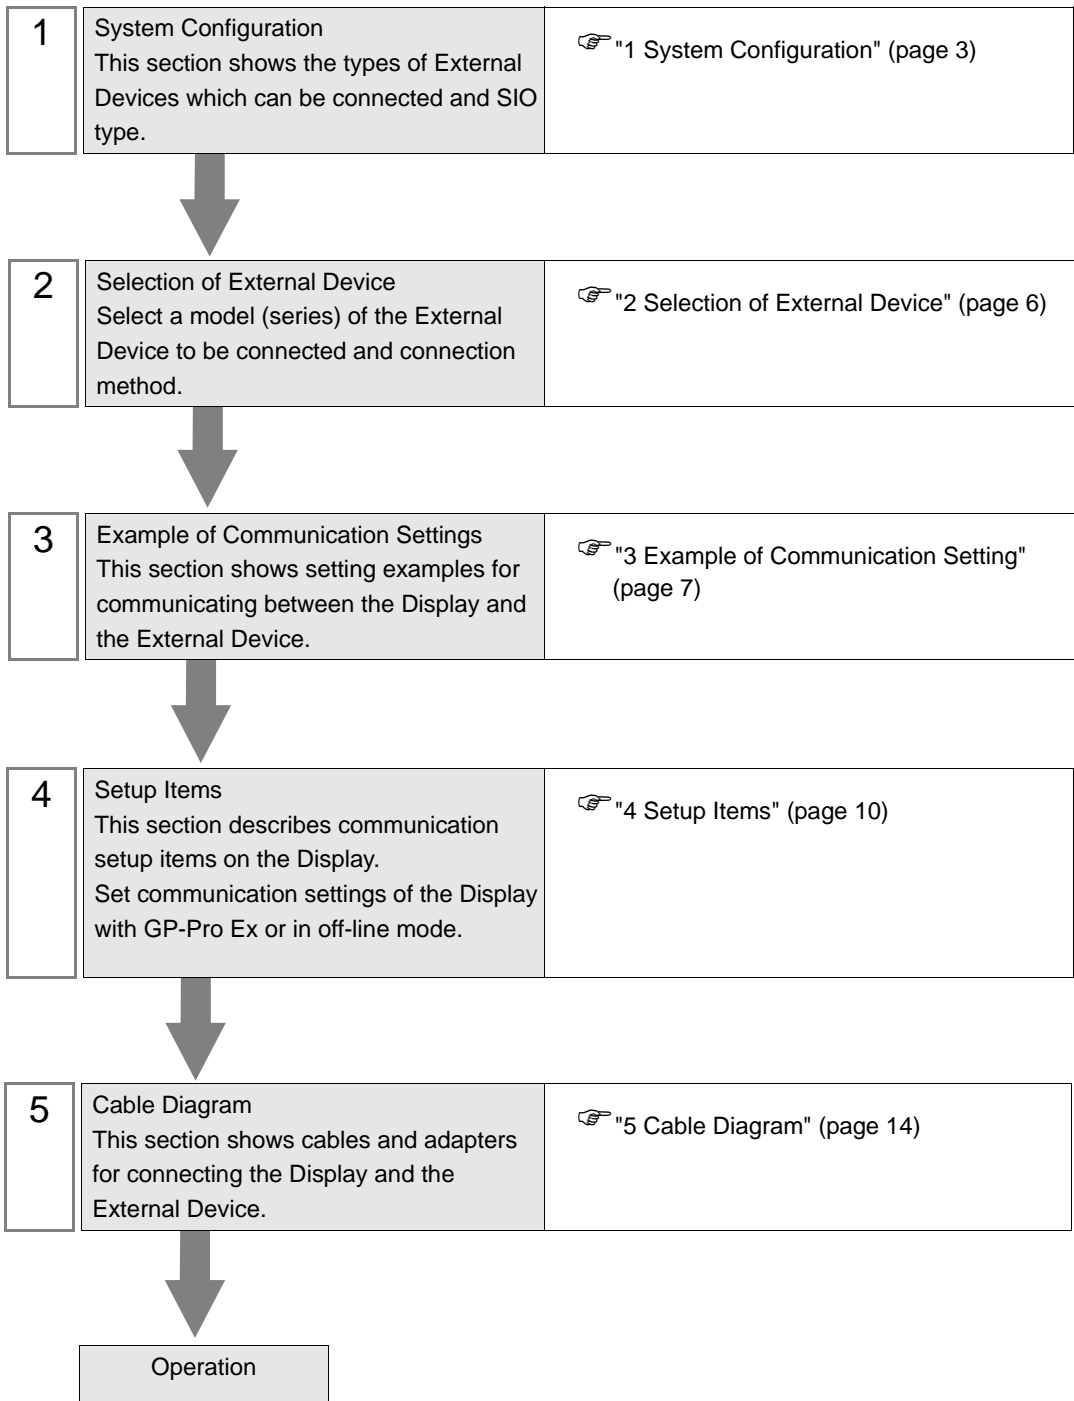 1
System Configuration
This section shows the types of External
Devices which can be connected and SIO
type.
"1 System Configuration" (page 3)
2
Selection of External Device
Select a model (series) of the External
Device to be connected and connection
method.
"2 Selection of External Device" (page 6)
3
Example of Communication Settings
This section shows setting examples for
communicating between the Display and
the External Device.
"3 Example of Communication Setting"
(page 7)
4
Setup Items
This section describes communication
setup items on the Display.
Set communication settings of the Display
with GP-Pro Ex or in off-line mode.
"4 Setup Items" (page 10)
5
Cable Diagram
This section shows cables and adapters
for connecting the Display and the
External Device.
"5 Cable Diagram" (page 14)
Operation